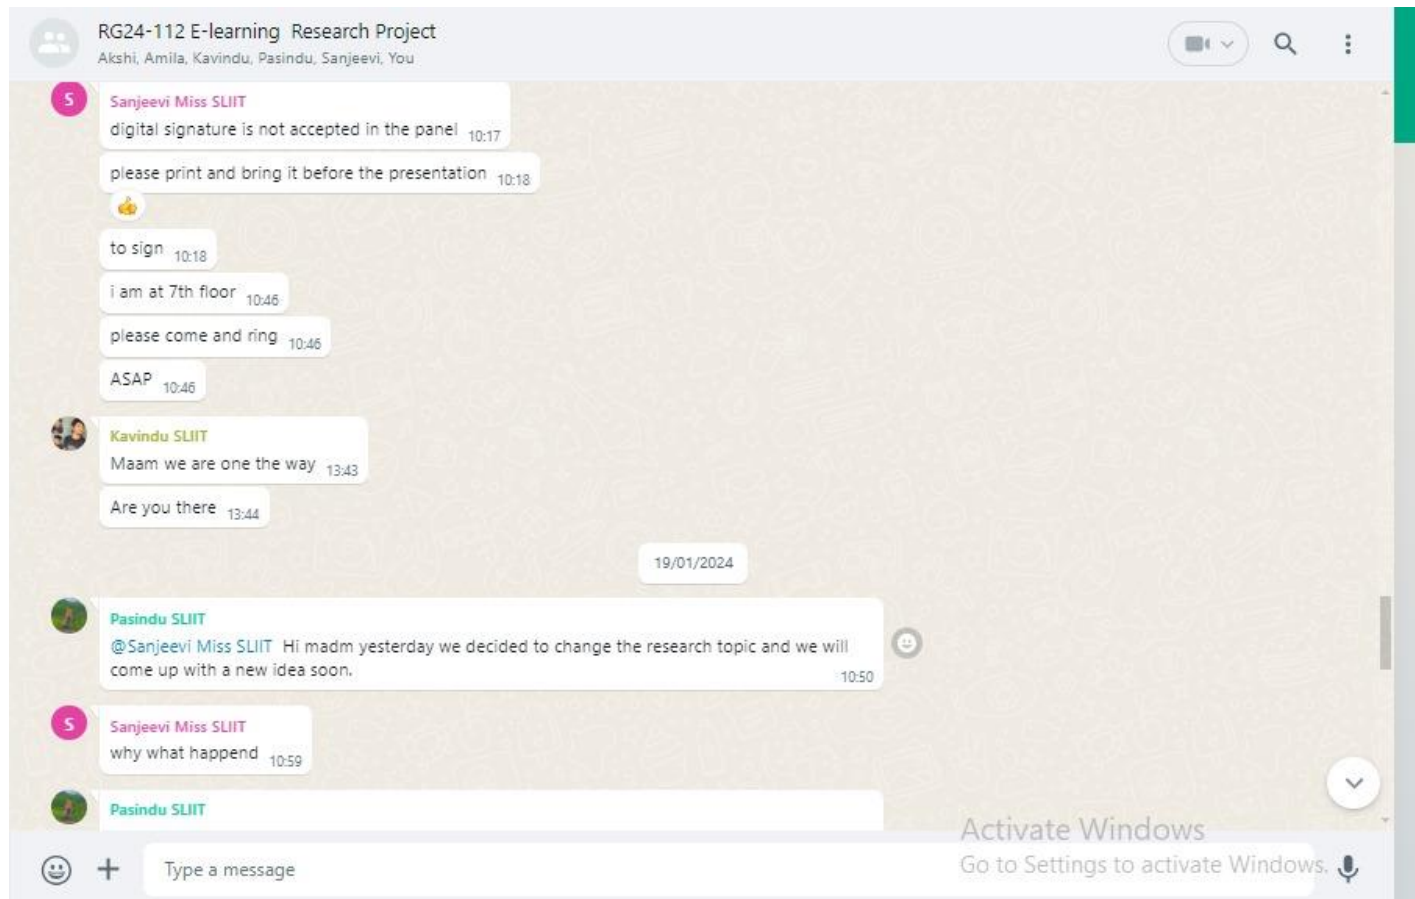 RG24-112 E-learning Research Project
Akshi, Amila, Kavindu, Pasindu, Sanjeevi, You
S
Sanjeevi Miss SLIIT
digital signature is not accepted in the panel 10:17
please print and bring it before the presentation 10:18
to sign 10:18
i am at 7th floor 10:46
please come and ring 10:46
ASAP 10:46
Kavindu SLIIT
Maam we are one the way 13:43
Are you there 13:44
19/01/2024
Pasindu SLIIT
@Sanjeevi Miss SLIIT Hi madm yesterday we decided to change the research topic and we will
come up with a new idea soon. 10:50
S
Sanjeevi Miss SLIIT
why what happend 10:59
Pasindu SLIIT
Activate Windows
Go to Settings to activate Windows.
Type a message